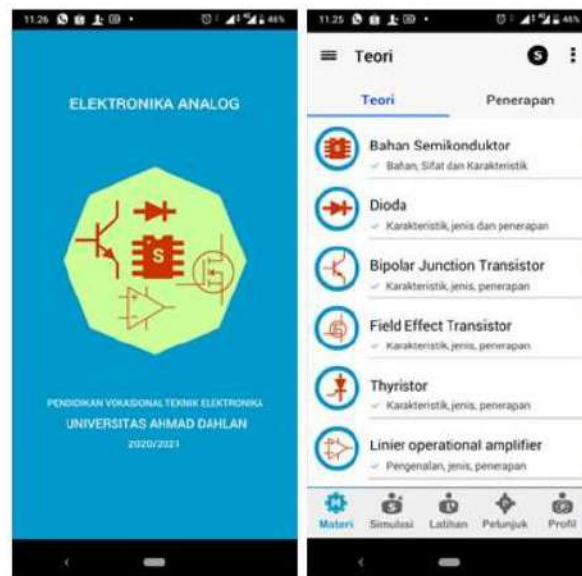 11.26
46%
ELEKTRONIKA ANALOG
S
PENDIDIKAN VOKASIONAL TEKNIK ELEKTRONIKA
UNIVERSITAS AHMAD DAHLAN
2020/2021
11.25
46%
Teori
S
Teori
Penerapan
Bahan Semikonduktor
Bahan, Sifat dan Karakteristik
Dioda
Karakteristik, jenis dan penerapan
Bipolar Junction Transistor
Karakteristik, jenis, penerapan
Field Effect Transistor
Karakteristik, jenis, penerapan
Thyristor
Karakteristik, jenis, penerapan
Linier operational amplifier
Pengenalan, jenis, penerapan
Materi
Simulasi
Latihan
Petunjuk
Profil